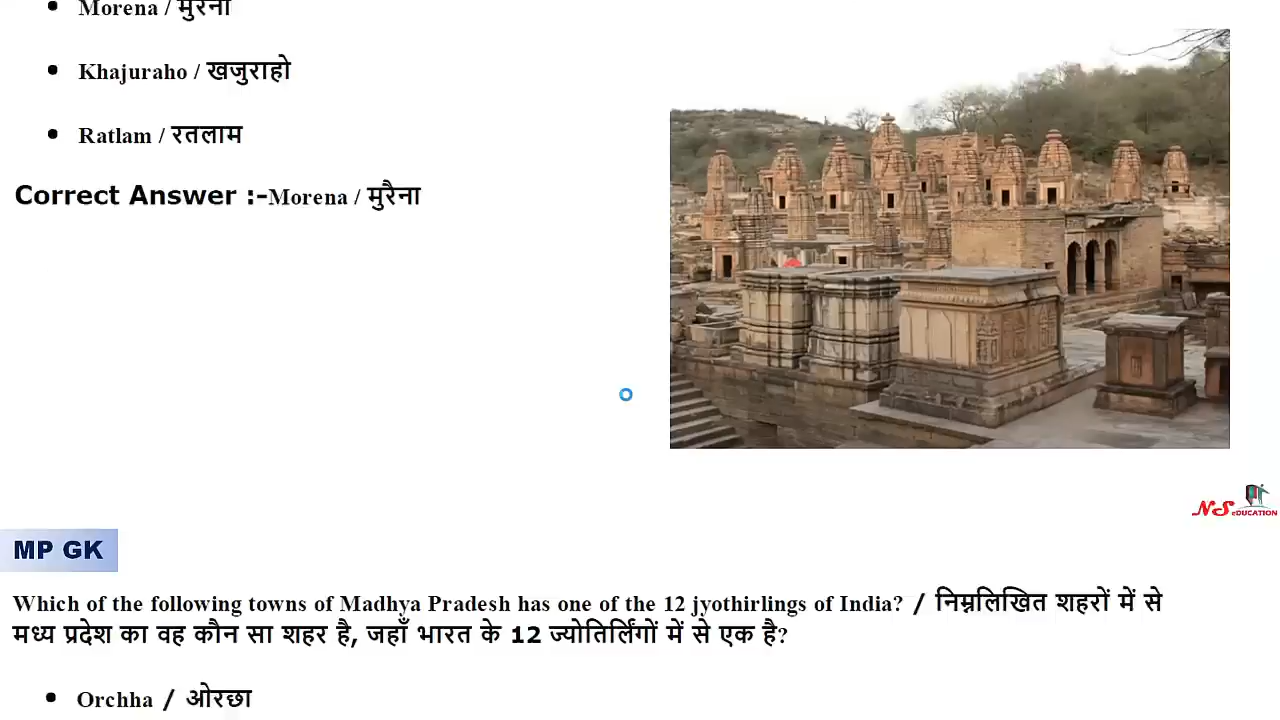 Morena / मुरैना
Khajuraho / खजुराहो
Ratlam / रतलाम
Correct Answer :-Morena / मुरैना
NS eDUCATION
MP GK
Which of the following towns of Madhya Pradesh has one of the 12 jyothirlings of India? / निम्नलिखित शहरों में से
मध्य प्रदेश का वह कौन सा शहर है, जहाँ भारत के 12 ज्योतिर्लिंगों में से एक है?
Orchha / ओरछा